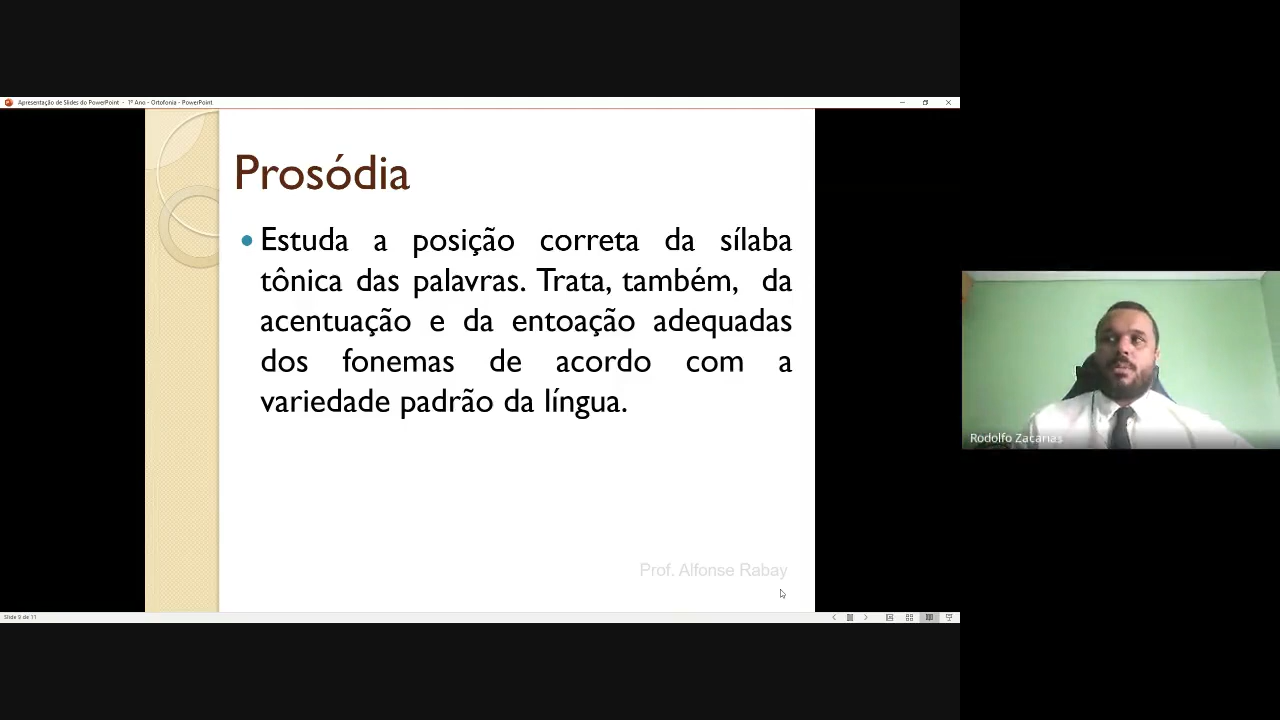 Apresentação de Slides do PowerPoint - 1º Ano - Ortofonia - PowerPoint
Prosódia
• Estuda a posição correta da sílaba
tônica das palavras. Trata, também, da
acentuação e da entoação adequadas
dos fonemas de acordo com a
variedade padrão da língua.
Rodolfo Zacarias
Prof. Alfonse Rabay
Slide 9 de 11